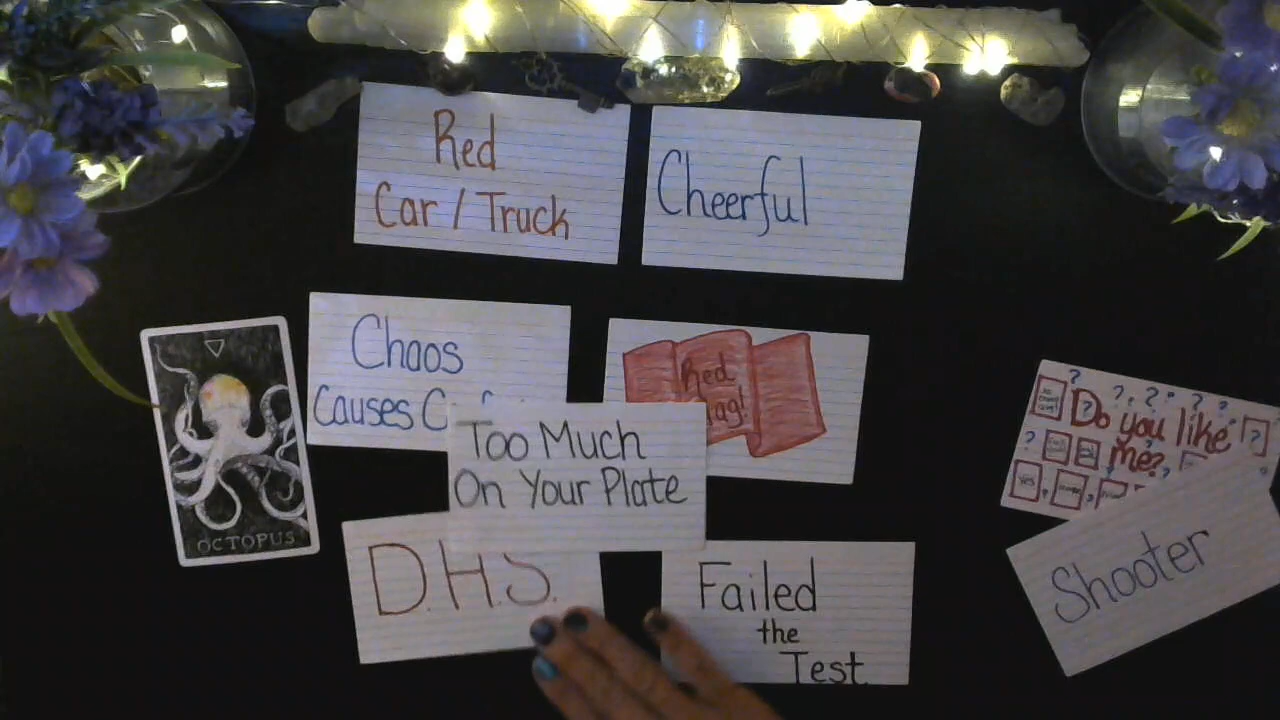 Red
Car / Truck
Cheerful
Chaos
Causes
Red
Too Much
On Your Plate
OCTOPUS
D.H.S.
Failed
the
Test
Do you like
me?
Yes
Shooter